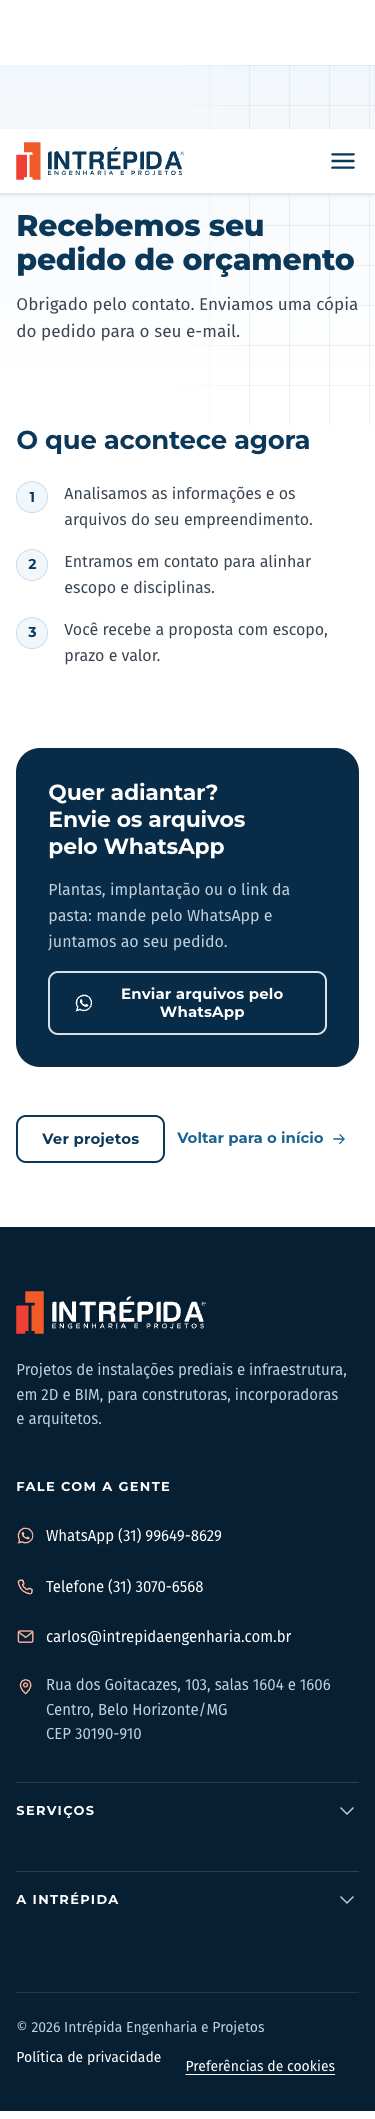 INTRÉPIDA
ENGENHARIA E PROJETOS
Recebemos seu
pedido de orçamento
Obrigado pelo contato. Enviamos uma cópia
do pedido para o seu e-mail.
O que acontece agora
1 Analisamos as informações e os
arquivos do seu empreendimento.
2 Entramos em contato para alinhar
escopo e disciplinas.
3 Você recebe a proposta com escopo,
prazo e valor.
Quer adiantar?
Envie os arquivos
pelo WhatsApp
Plantas, implantação ou o link da
pasta: mande pelo WhatsApp e
juntamos ao seu pedido.
Enviar arquivos pelo
WhatsApp
Ver projetos
Voltar para o início →
INTRÉPIDA
ENGENHARIA E PROJETOS
Projetos de instalações prediais e infraestrutura,
em 2D e BIM, para construtoras, incorporadoras
e arquitetos.
FALE COM A GENTE
WhatsApp (31) 99649-8629
Telefone (31) 3070-6568
carlos@intrepidaengenharia.com.br
Rua dos Goitacazes, 103, salas 1604 e 1606
Centro, Belo Horizonte/MG
CEP 30190-910
SERVIÇOS
A INTRÉPIDA
© 2026 Intrépida Engenharia e Projetos
Política de privacidade
Preferências de cookies